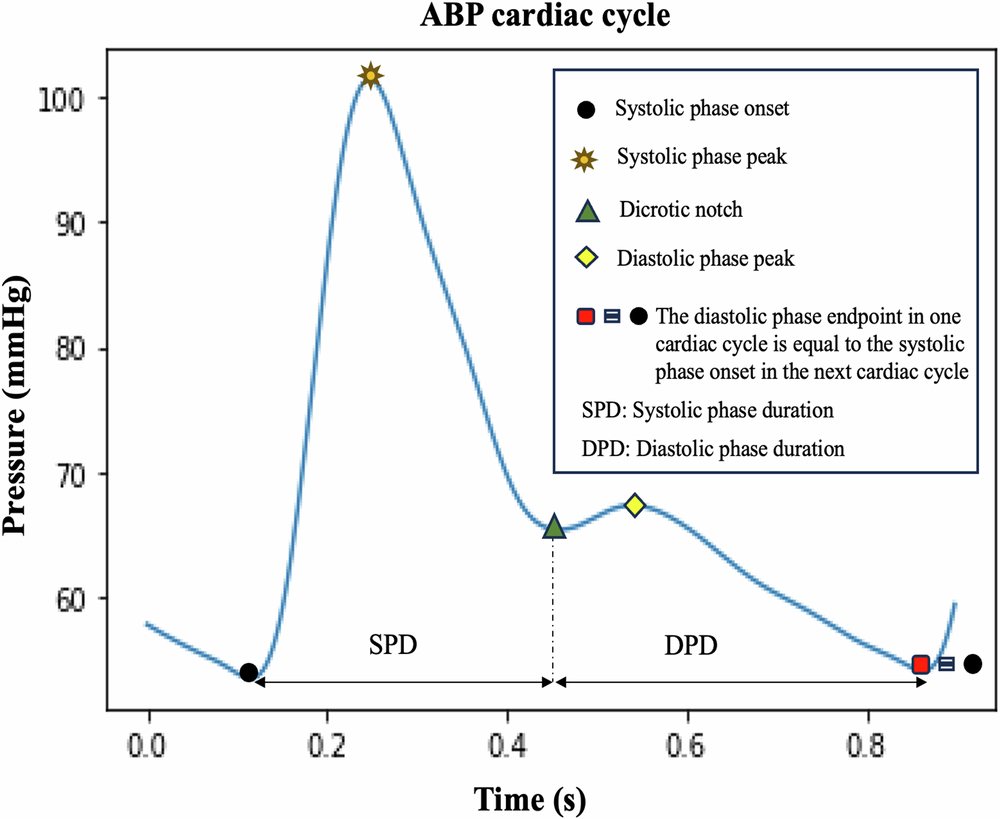 ABP cardiac cycle
Pressure (mmHg)
100
90
80
70
60
Systolic phase onset
Systolic phase peak
Dicrotic notch
Diastolic phase peak
The diastolic phase endpoint in one
cardiac cycle is equal to the systolic
phase onset in the next cardiac cycle
SPD: Systolic phase duration
DPD: Diastolic phase duration
SPD
DPD
0.0
0.2
0.4
0.6
0.8
Time (s)